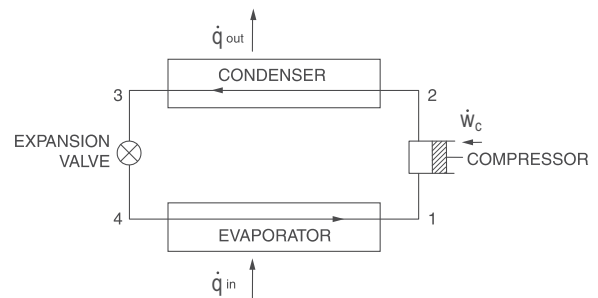 q̇ out
CONDENSER
3
2
ẇc
EXPANSION
VALVE
COMPRESSOR
4
1
EVAPORATOR
q̇ in